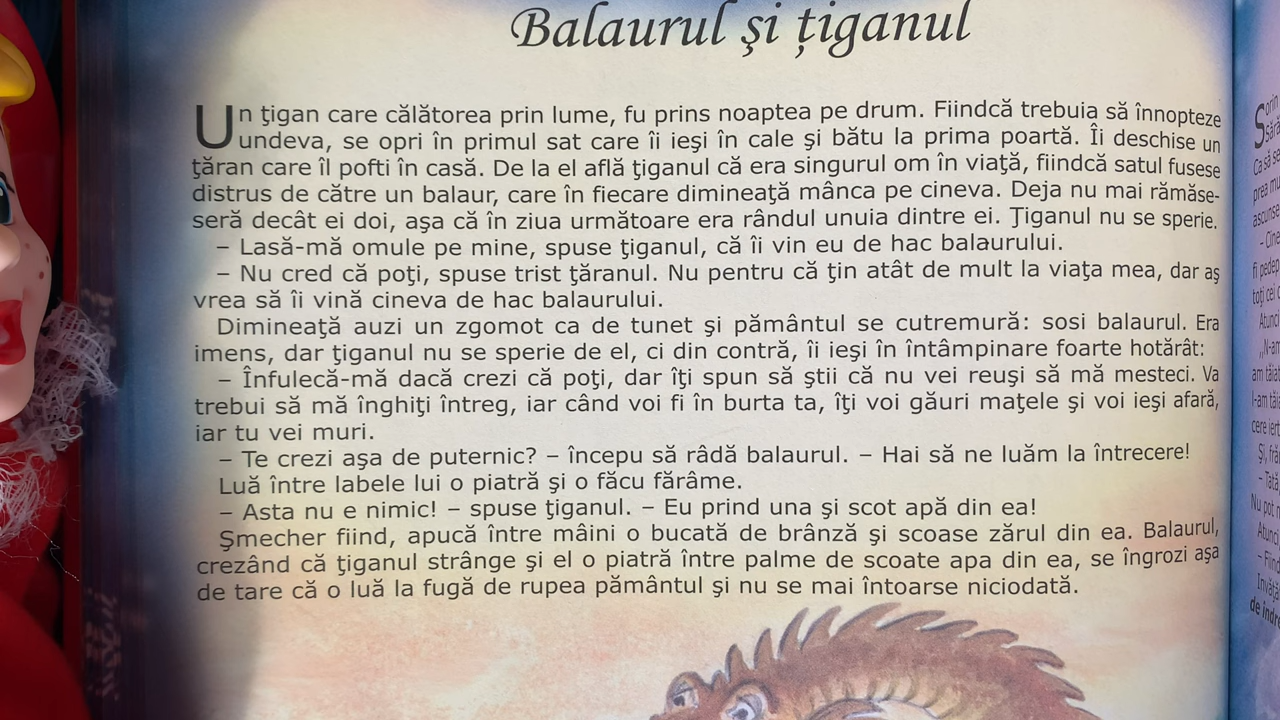 Balaurul şi ţiganul
Un ţigan care călătorea prin lume, fu prins noaptea pe drum. Fiindcă trebuia să înnopteze
undeva, se opri în primul sat care îi ieşi în cale şi bătu la prima poartă. Îi deschise un
ţăran care îl pofti în casă. De la el află ţiganul că era singurul om în viaţă, fiindcă satul fusese
distrus de către un balaur, care în fiecare dimineaţă mânca pe cineva. Deja nu mai rămăse-
seră decât ei doi, aşa că în ziua următoare era rândul unuia dintre ei. Ţiganul nu se sperie.
– Lasă-mă omule pe mine, spuse ţiganul, că îi vin eu de hac balaurului.
– Nu cred că poţi, spuse trist ţăranul. Nu pentru că ţin atât de mult la viaţa mea, dar aş
vrea să îi vină cineva de hac balaurului.
Dimineaţă auzi un zgomot ca de tunet şi pământul se cutremură: sosi balaurul. Era
imens, dar ţiganul nu se sperie de el, ci din contră, îi ieşi în întâmpinare foarte hotărât:
– Înfulecă-mă dacă crezi că poţi, dar îţi spun să ştii că nu vei reuşi să mă mesteci. Va
trebui să mă înghiţi întreg, iar când voi fi în burta ta, îţi voi găuri maţele şi voi ieşi afară,
iar tu vei muri.
– Te crezi aşa de puternic? – începu să râdă balaurul. – Hai să ne luăm la întrecere!
Luă între labele lui o piatră şi o făcu fărâme.
– Asta nu e nimic! – spuse ţiganul. – Eu prind una şi scot apă din ea!
Şmecher fiind, apucă între mâini o bucată de brânză şi scoase zărul din ea. Balaurul,
crezând că ţiganul strânge şi el o piatră între palme de scoate apa din ea, se îngrozi aşa
de tare că o luă la fugă de rupea pământul şi nu se mai întoarse niciodată.